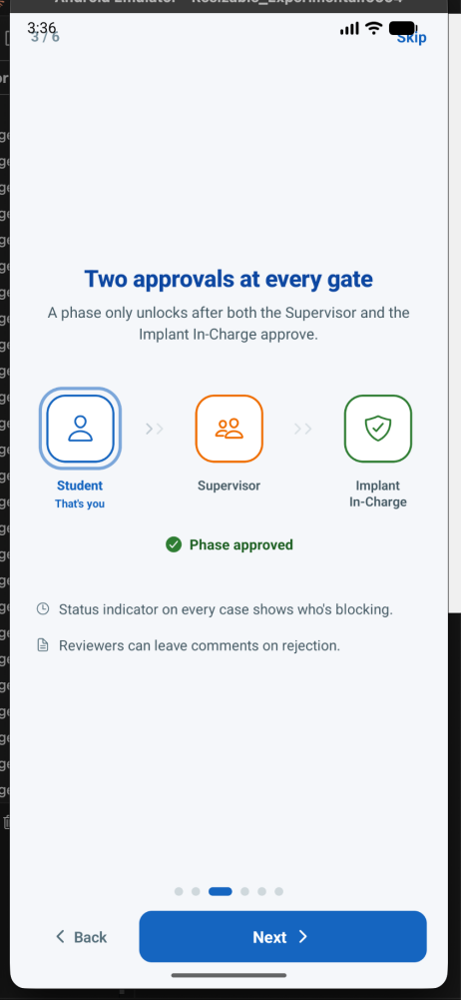 Android Emulator - Resizable_Experimental:5554
3:36
3 / 6
Skip
Two approvals at every gate
A phase only unlocks after both the Supervisor and the
Implant In-Charge approve.
Student
That's you
Supervisor
Implant
In-Charge
Phase approved
Status indicator on every case shows who's blocking.
Reviewers can leave comments on rejection.
Back
Next